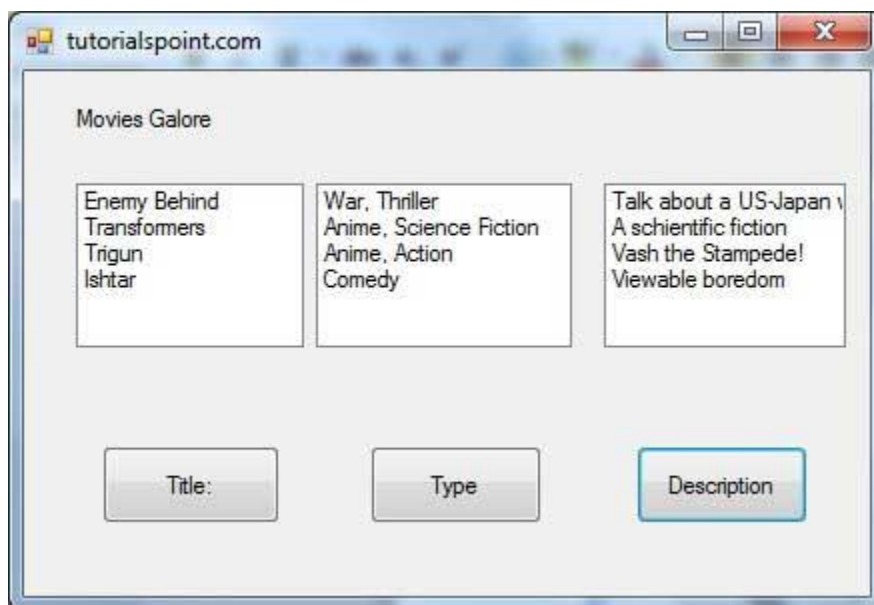 tutorialspoint.com
Movies Galore
Enemy Behind
Transformers
Trigun
Ishtar
War, Thriller
Anime, Science Fiction
Anime, Action
Comedy
Talk about a US-Japan
A schientific fiction
Vash the Stampede!
Viewable boredom
Title:
Type
Description